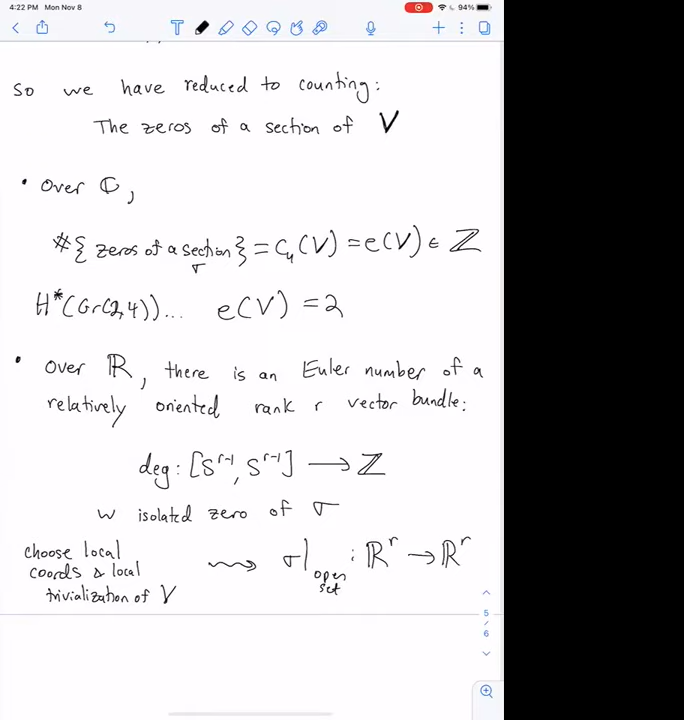 4:22 PM Mon Nov 8
94%
So we have reduced to counting:
The zeros of a section of V
• Over ℂ,
#{ zeros of a section } = C₄(V) = e(V) ∈ ℤ
σ
H*(Gr(2,4))... e(V) = 2
• Over ℝ, there is an Euler number of a
relatively oriented rank r vector bundle:
deg: [S^{r-1}, S^{r-1}] ⟶ ℤ
w isolated zero of σ
choose local
coords & local
trivialization of V
⇝ σ|_{open set} : ℝ^r → ℝ^r
5
/
6